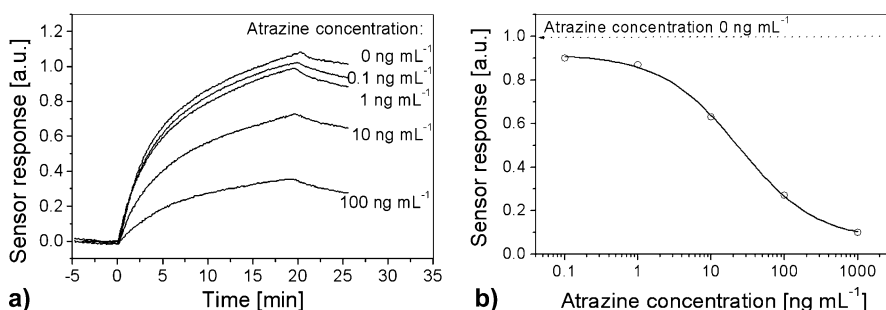 Atrazine concentration:
0 ng mL⁻¹
0.1 ng mL⁻¹
1 ng mL⁻¹
10 ng mL⁻¹
100 ng mL⁻¹
Sensor response [a.u.]
1.2
1.0
0.8
0.6
0.4
0.2
0.0
-5 0 5 10 15 20 25 30 35
Time [min]
a)
Atrazine concentration 0 ng mL⁻¹
Sensor response [a.u.]
1.0
0.8
0.6
0.4
0.2
0.0
0.1 1 10 100 1000
Atrazine concentration [ng mL⁻¹]
b)